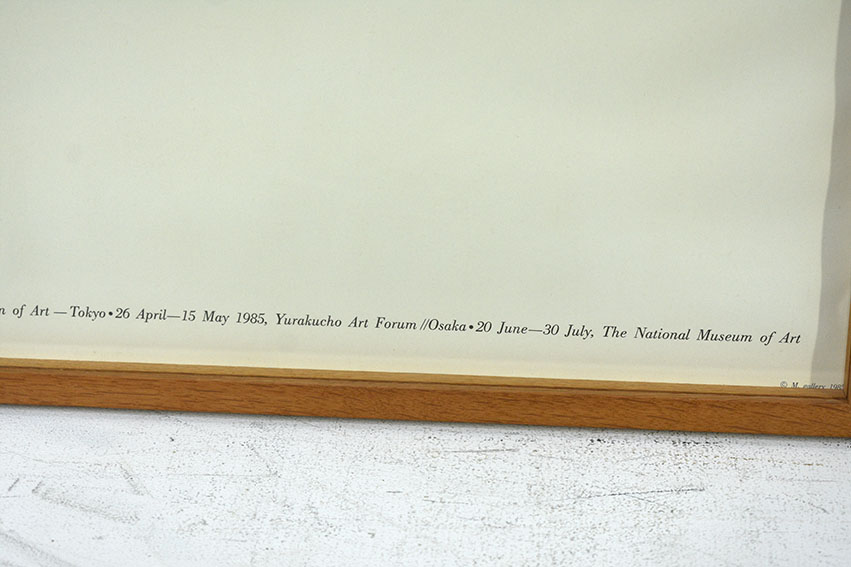 of Art — Tokyo • 26 April—15 May 1985, Yurakucho Art Forum //Osaka • 20 June—30 July, The National Museum of Art
© M. gallery